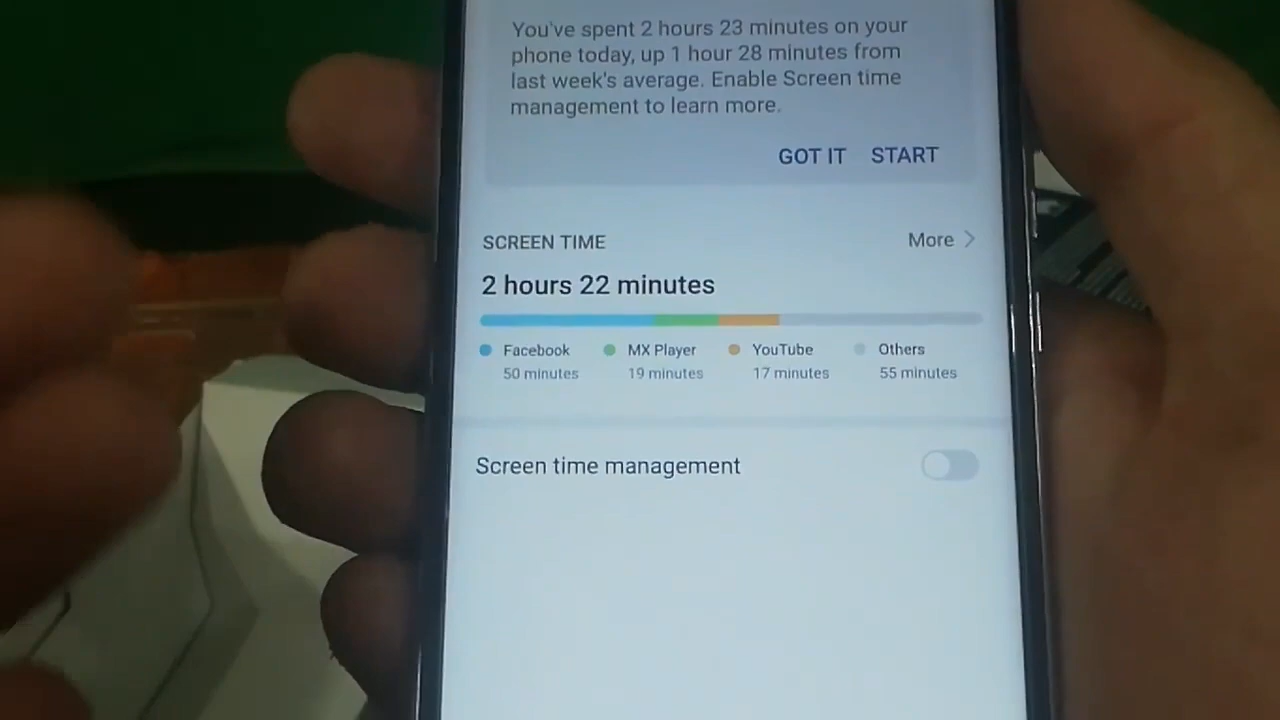 You've spent 2 hours 23 minutes on your
phone today, up 1 hour 28 minutes from
last week's average. Enable Screen time
management to learn more.
GOT IT START
SCREEN TIME More
2 hours 22 minutes
Facebook MX Player YouTube Others
50 minutes 19 minutes 17 minutes 55 minutes
Screen time management